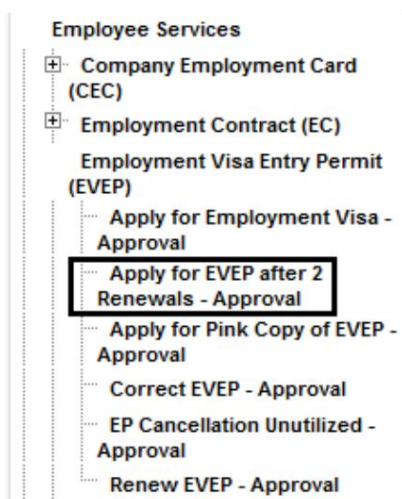 Employee Services
Company Employment Card
(CEC)
Employment Contract (EC)
Employment Visa Entry Permit
(EVEP)
Apply for Employment Visa -
Approval
Apply for EVEP after 2
Renewals - Approval
Apply for Pink Copy of EVEP -
Approval
Correct EVEP - Approval
EP Cancellation Unutilized -
Approval
Renew EVEP - Approval